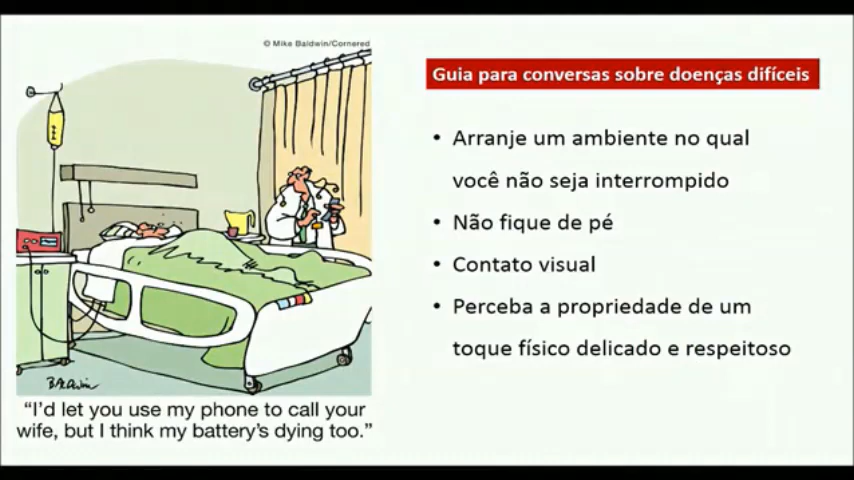 © Mike Baldwin/Cornered
Baldwin
“I’d let you use my phone to call your
wife, but I think my battery’s dying too.”
Guia para conversas sobre doenças difíceis
• Arranje um ambiente no qual
você não seja interrompido
• Não fique de pé
• Contato visual
• Perceba a propriedade de um
toque físico delicado e respeitoso